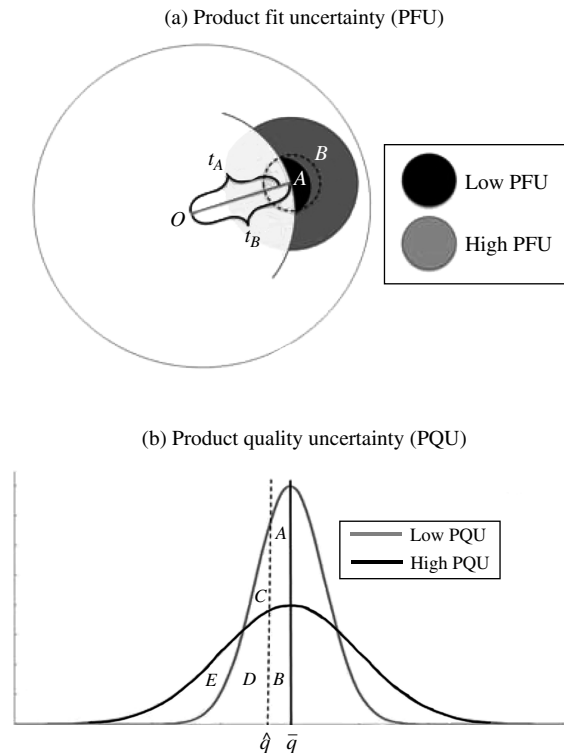 (a) Product fit uncertainty (PFU)
t_A
B
A
O
t_B
Low PFU
High PFU
(b) Product quality uncertainty (PQU)
A
Low PQU
High PQU
C
E D B
q̂ q̄